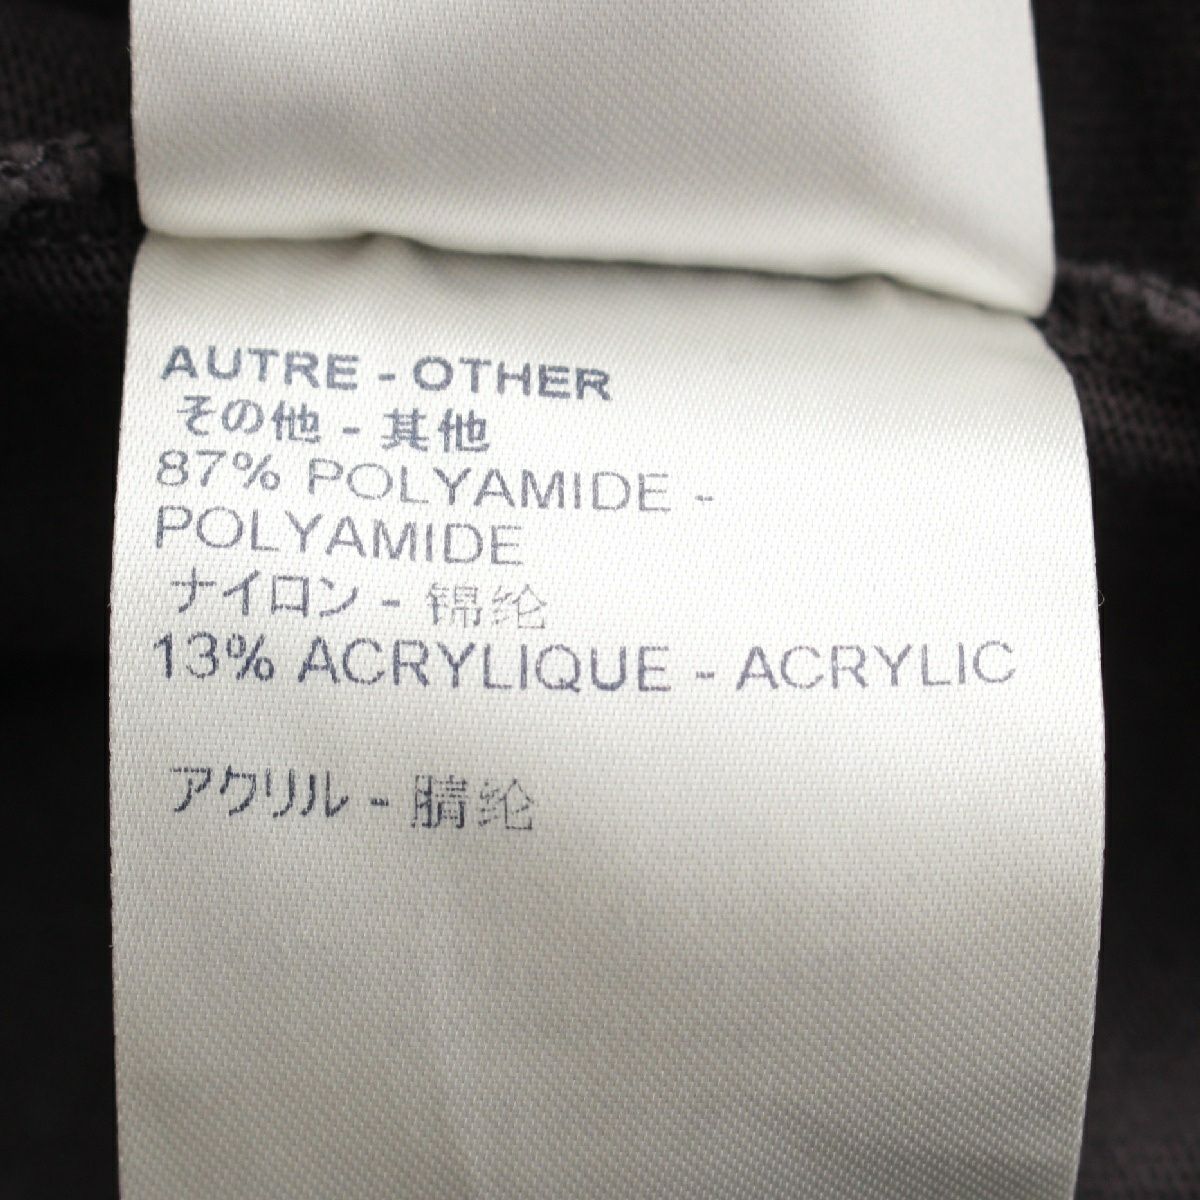 AUTRE - OTHER
その他 - 其他
87% POLYAMIDE -
POLYAMIDE
ナイロン - 锦纶
13% ACRYLIQUE - ACRYLIC
アクリル - 腈纶